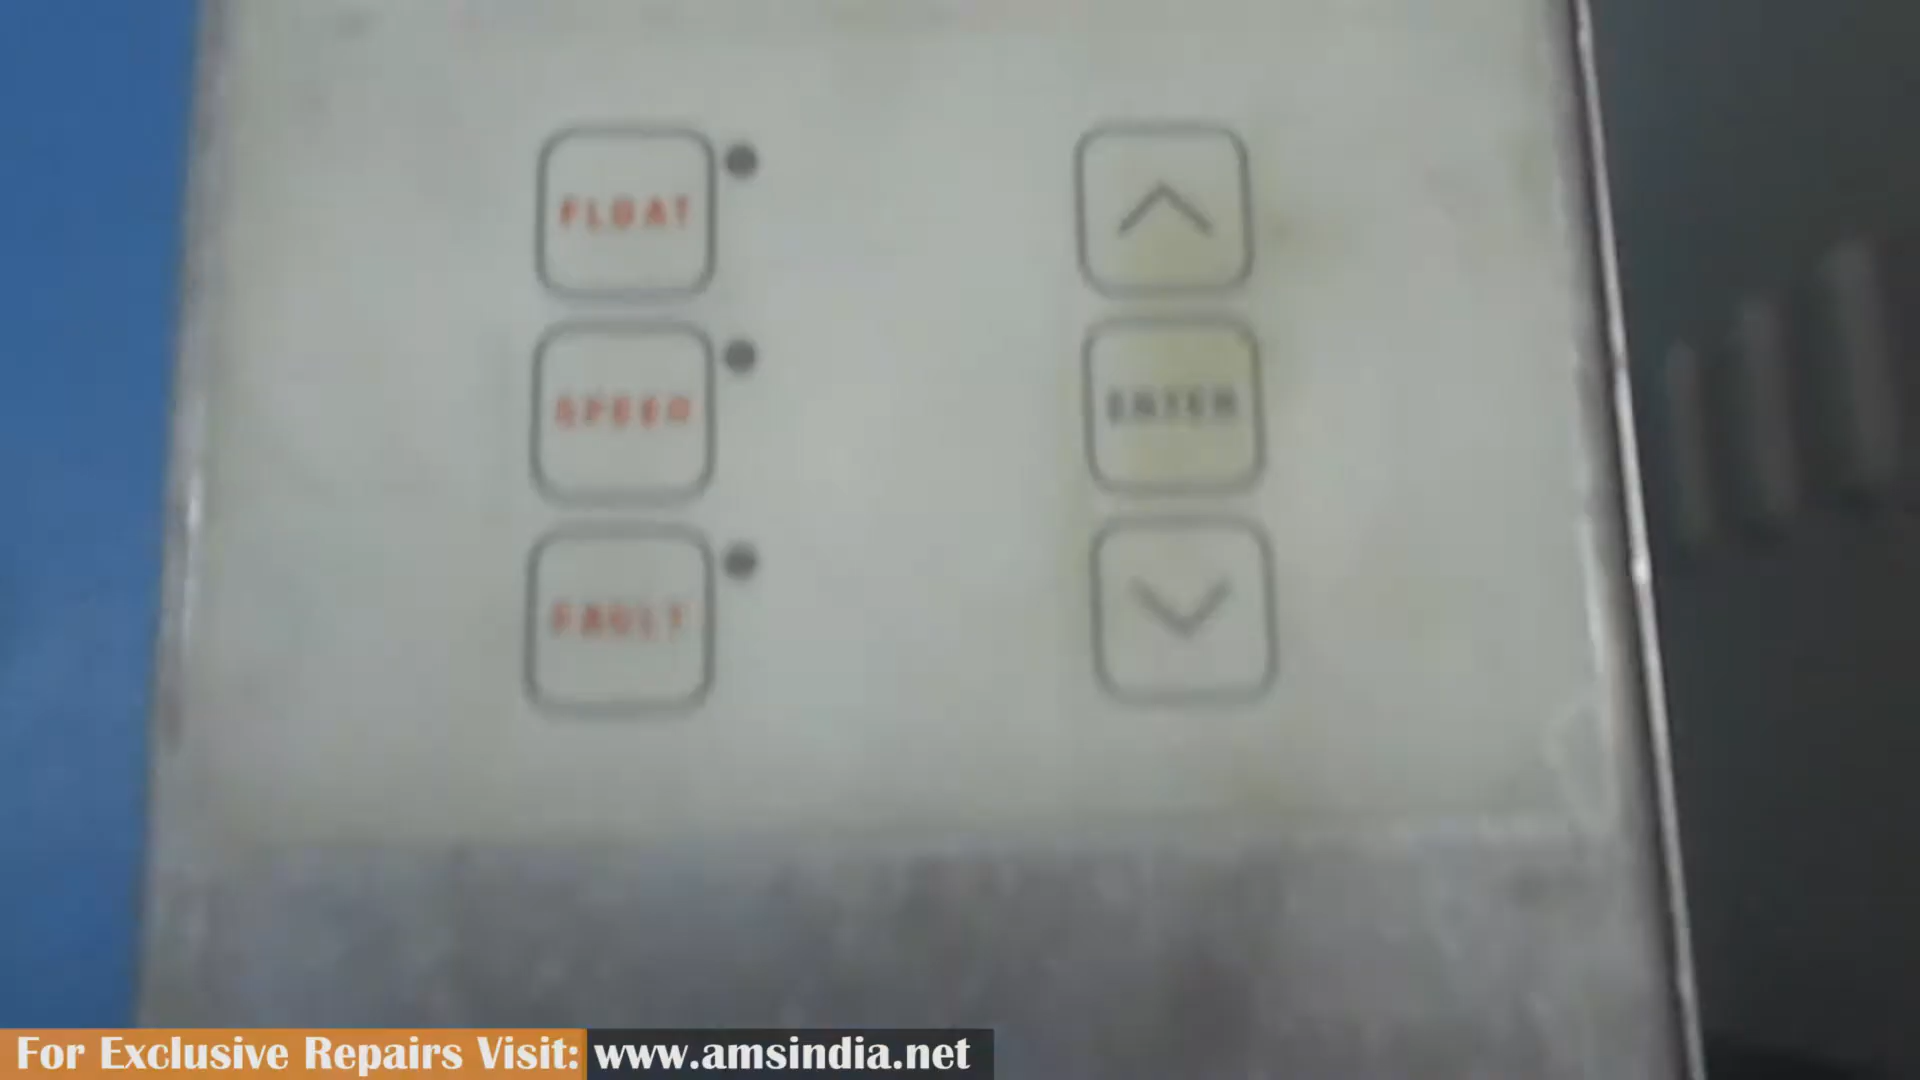 FLOAT
SPEED
ENTER
FAULT
For Exclusive Repairs Visit: www.amsindia.net